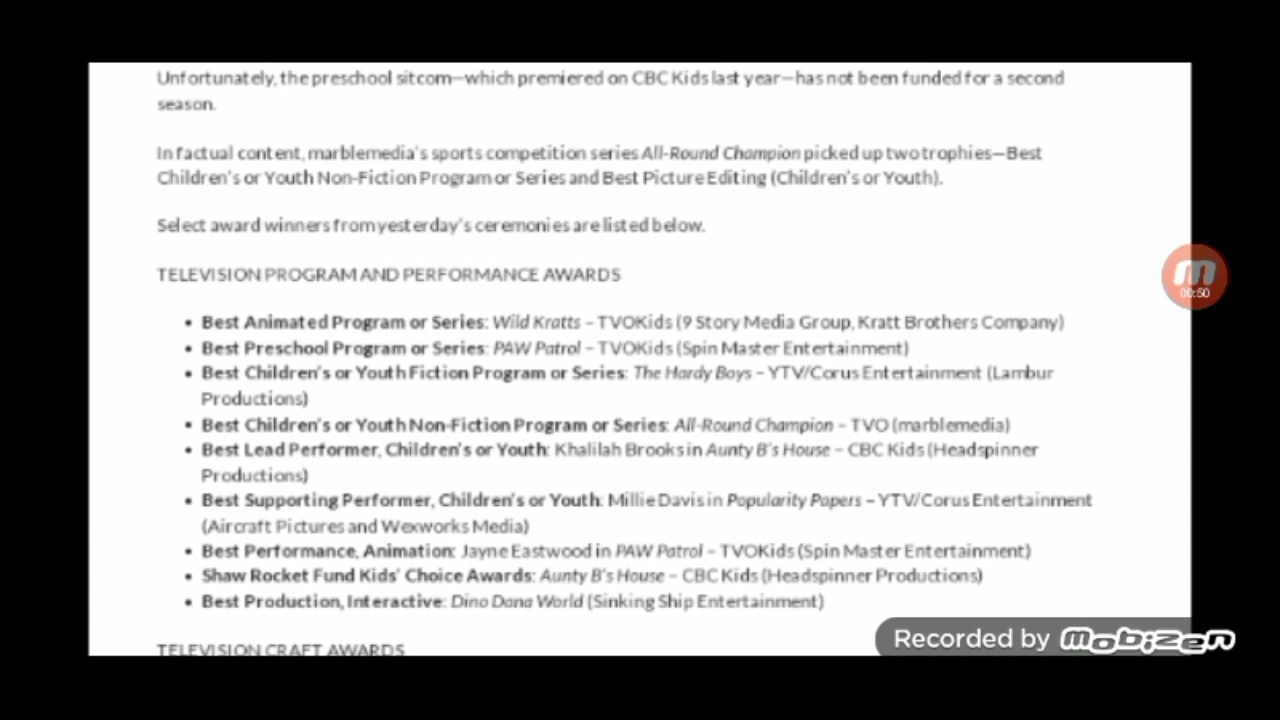 Unfortunately, the preschool sitcom—which premiered on CBC Kids last year—has not been funded for a second
season.
In factual content, marblemedia's sports competition series All-Round Champion picked up two trophies—Best
Children's or Youth Non-Fiction Program or Series and Best Picture Editing (Children's or Youth).
Select award winners from yesterday's ceremonies are listed below.
TELEVISION PROGRAM AND PERFORMANCE AWARDS
• Best Animated Program or Series: Wild Kratts – TVOKids (9 Story Media Group, Kratt Brothers Company)
• Best Preschool Program or Series: PAW Patrol – TVOKids (Spin Master Entertainment)
• Best Children's or Youth Fiction Program or Series: The Hardy Boys – YTV/Corus Entertainment (Lambur
Productions)
• Best Children's or Youth Non-Fiction Program or Series: All-Round Champion – TVO (marblemedia)
• Best Lead Performer, Children's or Youth: Khalilah Brooks in Aunty B's House – CBC Kids (Headspinner
Productions)
• Best Supporting Performer, Children's or Youth: Millie Davis in Popularity Papers – YTV/Corus Entertainment
(Aircraft Pictures and Wexworks Media)
• Best Performance, Animation: Jayne Eastwood in PAW Patrol – TVOKids (Spin Master Entertainment)
• Shaw Rocket Fund Kids' Choice Awards: Aunty B's House – CBC Kids (Headspinner Productions)
• Best Production, Interactive: Dino Dana World (Sinking Ship Entertainment)
TELEVISION CRAFT AWARDS
m
00:50
Recorded by mobizen